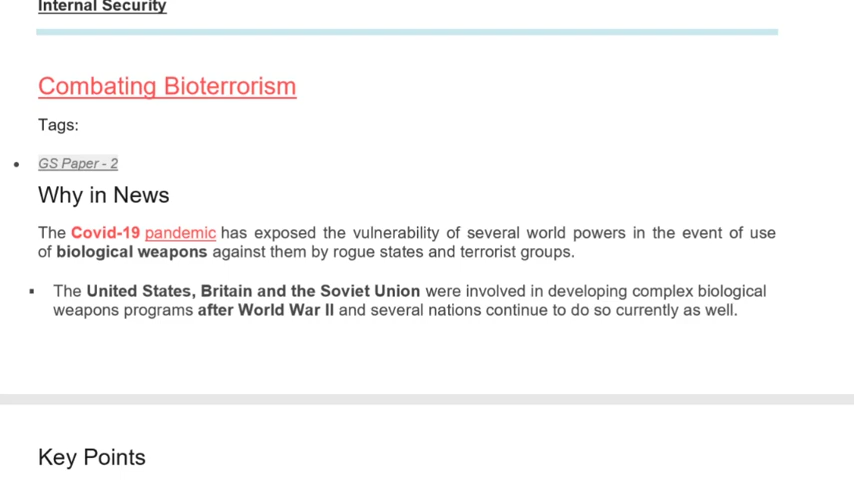 Internal Security
Combating Bioterrorism
Tags:
• GS Paper - 2
Why in News
The Covid-19 pandemic has exposed the vulnerability of several world powers in the event of use
of biological weapons against them by rogue states and terrorist groups.
▪ The United States, Britain and the Soviet Union were involved in developing complex biological
weapons programs after World War II and several nations continue to do so currently as well.
Key Points